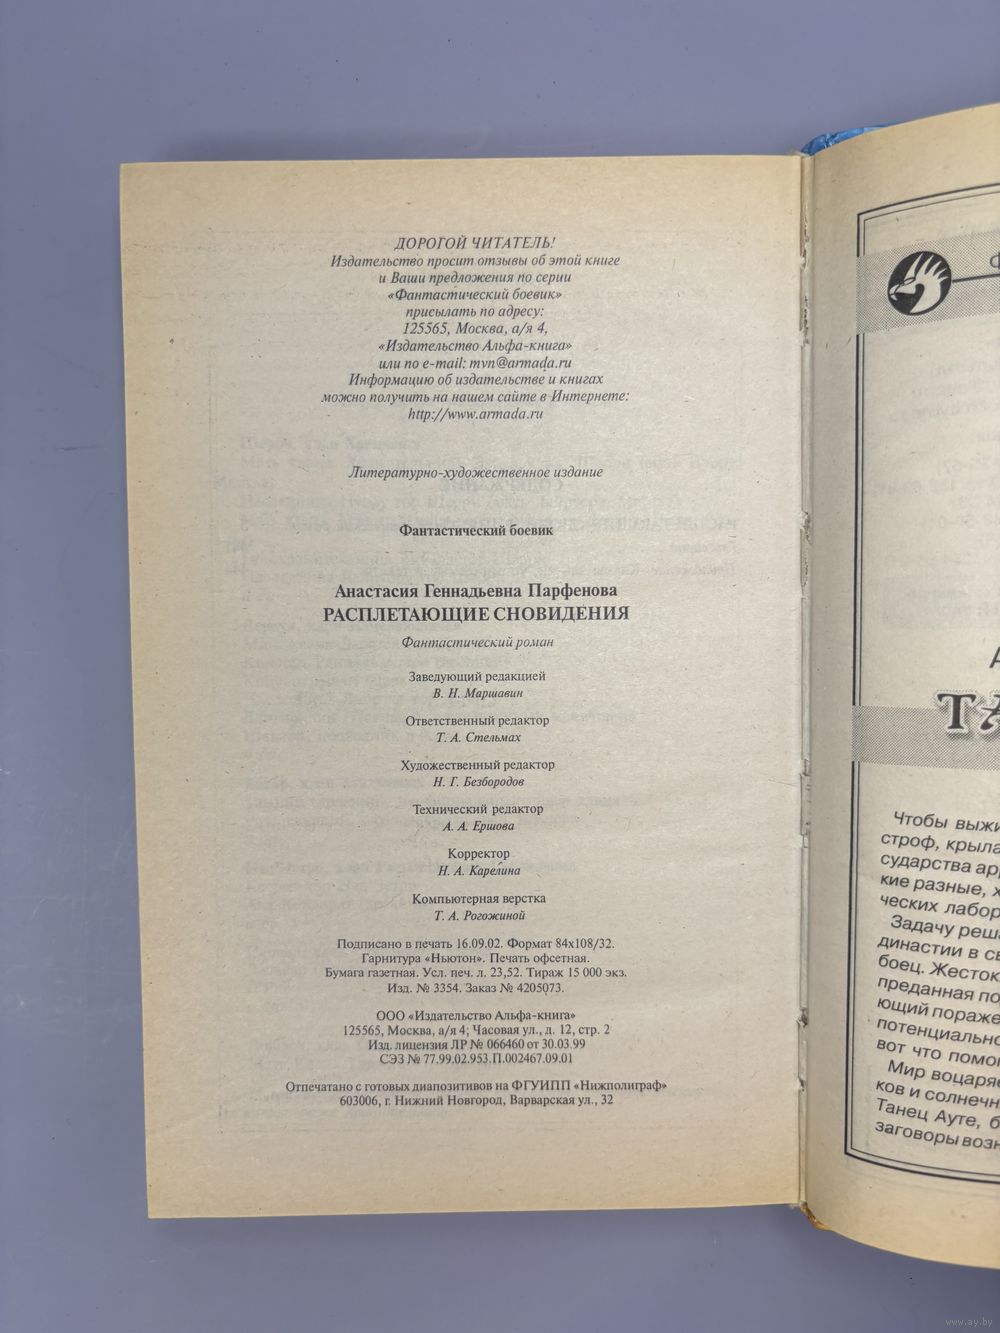 ДОРОГОЙ ЧИТАТЕЛЬ!
Издательство просит отзывы об этой книге
и Ваши предложения по серии
«Фантастический боевик»
присылать по адресу:
125565, Москва, а/я 4,
«Издательство Альфа-книга»
или по e-mail: mvn@armada.ru
Информацию об издательстве и книгах
можно получить на нашем сайте в Интернете:
http://www.armada.ru
Литературно-художественное издание
Фантастический боевик
Анастасия Геннадьевна Парфенова
РАСПЛЕТАЮЩИЕ СНОВИДЕНИЯ
Фантастический роман
Заведующий редакцией
В. Н. Маршавин
Ответственный редактор
Т. А. Стельмах
Художественный редактор
Н. Г. Безбородов
Технический редактор
А. А. Ершова
Корректор
Н. А. Карелина
Компьютерная верстка
Т. А. Рогожиной
Подписано в печать 16.09.02. Формат 84х108/32.
Гарнитура «Ньютон». Печать офсетная.
Бумага газетная. Усл. печ. л. 23,52. Тираж 15 000 экз.
Изд. № 3354. Заказ № 4205073.
ООО «Издательство Альфа-книга»
125565, Москва, а/я 4; Часовая ул., д. 12, стр. 2
Изд. лицензия ЛР № 066460 от 30.03.99
СЭЗ № 77.99.02.953.П.002467.09.01
Отпечатано с готовых диапозитивов на ФГУИПП «Нижполиграф»
603006, г. Нижний Новгород, Варварская ул., 32
Чтобы выжи
строф, крыла
сударства ар
кие разные, х
ческих лабор
Задачу реша
династии в св
боец. Жесток
преданная по
ющий пораже
потенциально
вот что помог
Мир воцаряе
ков и солнечн
Танец Ауте, б
заговоры возн
www.ay.by